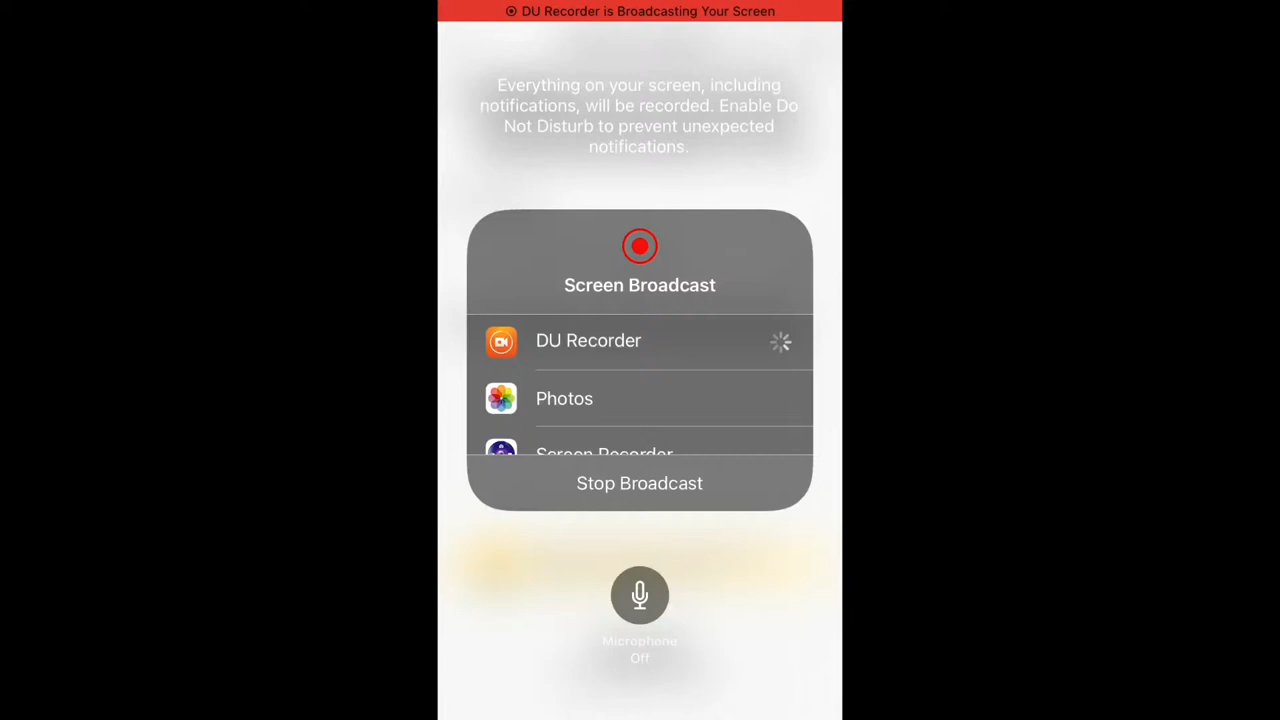 DU Recorder is Broadcasting Your Screen
Everything on your screen, including
notifications, will be recorded. Enable Do
Not Disturb to prevent unexpected
notifications.
Screen Broadcast
DU Recorder
Photos
Screen Recorder
Stop Broadcast
Microphone
Off